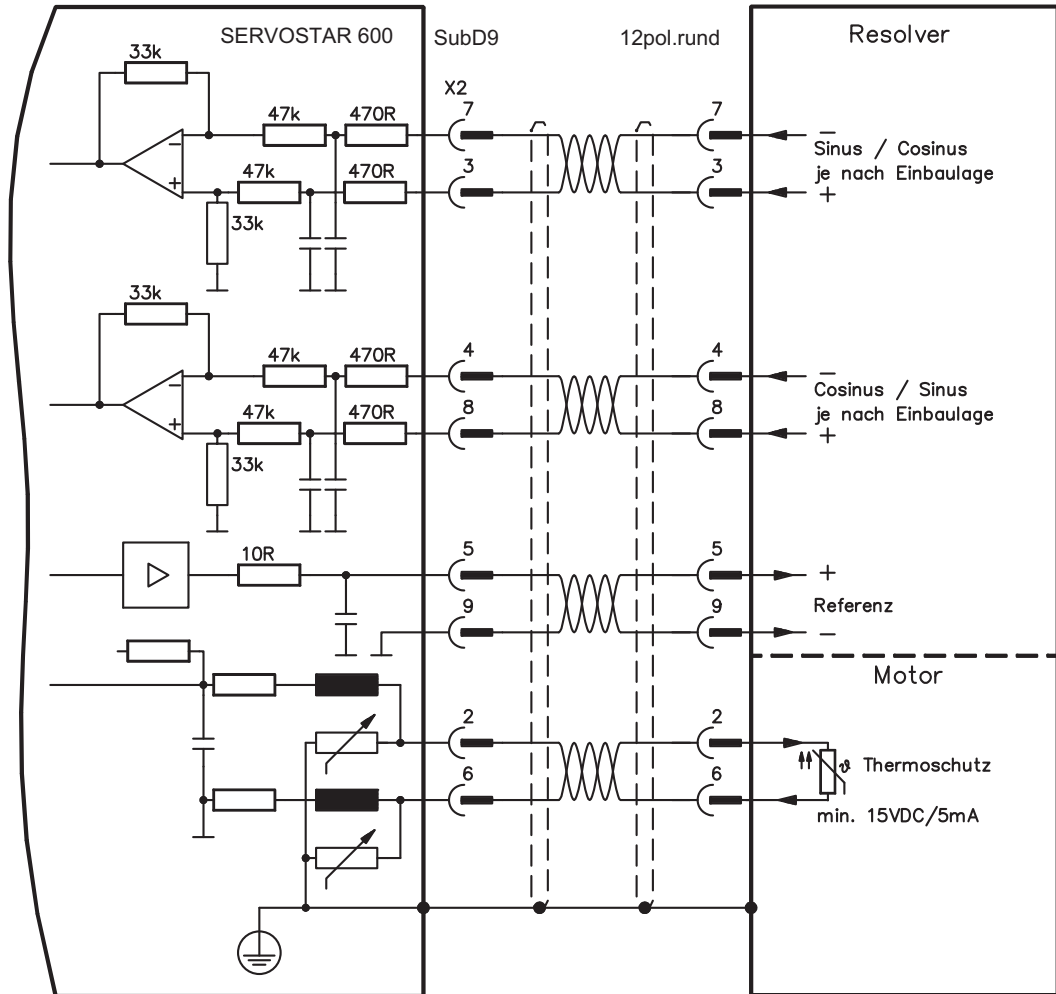 SERVOSTAR 600
SubD9
12pol.rund
Resolver
X2
33k
47k
470R
7
7
–
Sinus / Cosinus
je nach Einbaulage
–
+
47k
470R
3
3
+
33k
33k
47k
470R
4
4
–
Cosinus / Sinus
je nach Einbaulage
–
+
47k
470R
8
8
+
33k
10R
5
5
+
Referenz
9
9
–
Motor
2
2
ϑ Thermoschutz
6
6
min. 15VDC/5mA